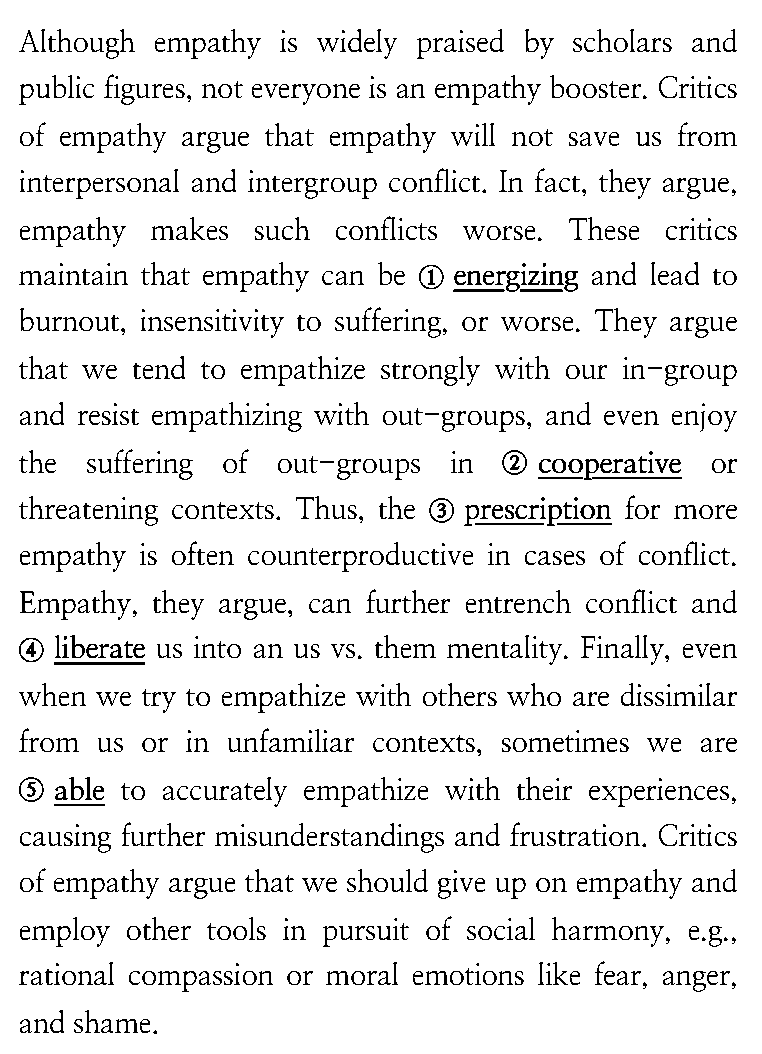 Although empathy is widely praised by scholars and
public figures, not everyone is an empathy booster. Critics
of empathy argue that empathy will not save us from
interpersonal and intergroup conflict. In fact, they argue,
empathy makes such conflicts worse. These critics
maintain that empathy can be ① energizing and lead to
burnout, insensitivity to suffering, or worse. They argue
that we tend to empathize strongly with our in-group
and resist empathizing with out-groups, and even enjoy
the suffering of out-groups in ② cooperative or
threatening contexts. Thus, the ③ prescription for more
empathy is often counterproductive in cases of conflict.
Empathy, they argue, can further entrench conflict and
④ liberate us into an us vs. them mentality. Finally, even
when we try to empathize with others who are dissimilar
from us or in unfamiliar contexts, sometimes we are
⑤ able to accurately empathize with their experiences,
causing further misunderstandings and frustration. Critics
of empathy argue that we should give up on empathy and
employ other tools in pursuit of social harmony, e.g.,
rational compassion or moral emotions like fear, anger,
and shame.